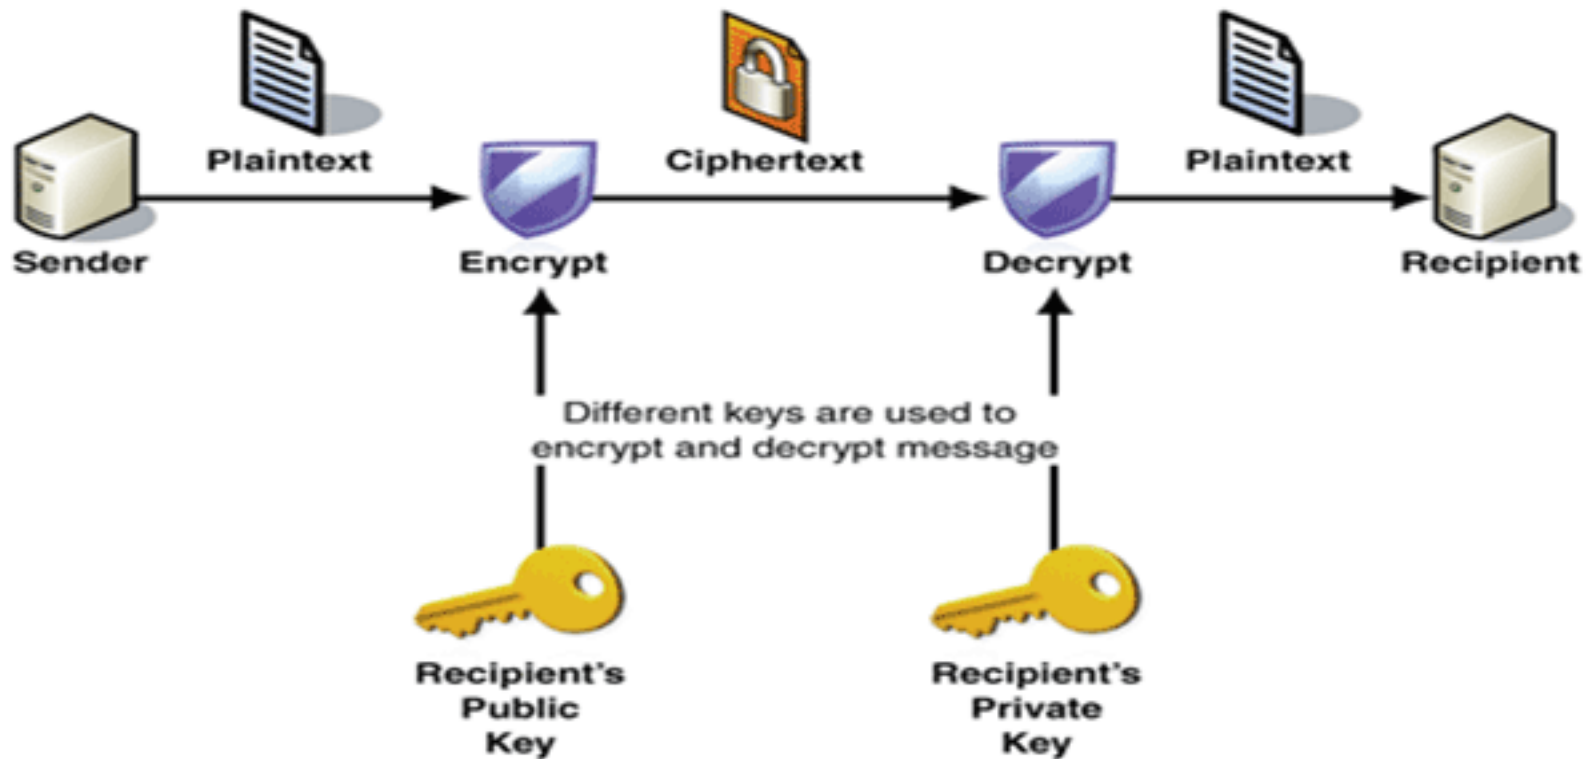 Plaintext
Ciphertext
Plaintext
Sender
Encrypt
Decrypt
Recipient
Different keys are used to
encrypt and decrypt message
Recipient's
Public
Key
Recipient's
Private
Key